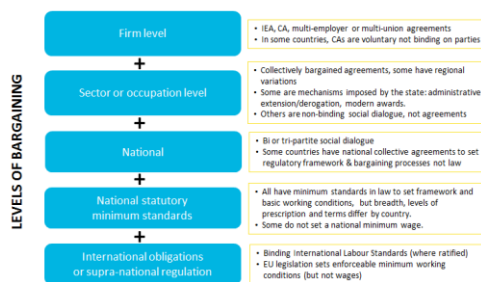 LEVELS OF BARGAINING
Firm level
• IEA, CA, multi-employer or multi-union agreements
• In some countries, CAs are voluntary not binding on parties
+
Sector or occupation level
• Collectively bargained agreements, some have regional
variations
• Some are mechanisms imposed by the state: administrative
extension/derogation, modern awards.
• Others are non-binding social dialogue, not agreements
+
National
• Bi or tri-partite social dialogue
• Some countries have national collective agreements to set
regulatory framework & bargaining processes not law
+
National statutory
minimum standards
• All have minimum standards in law to set framework and
basic working conditions, but breadth, levels of
prescription and terms differ by country.
• Some do not set a national minimum wage.
+
International obligations
or supra-national regulation
• Binding International Labour Standards (where ratified)
• EU legislation sets enforceable minimum working
conditions (but not wages)